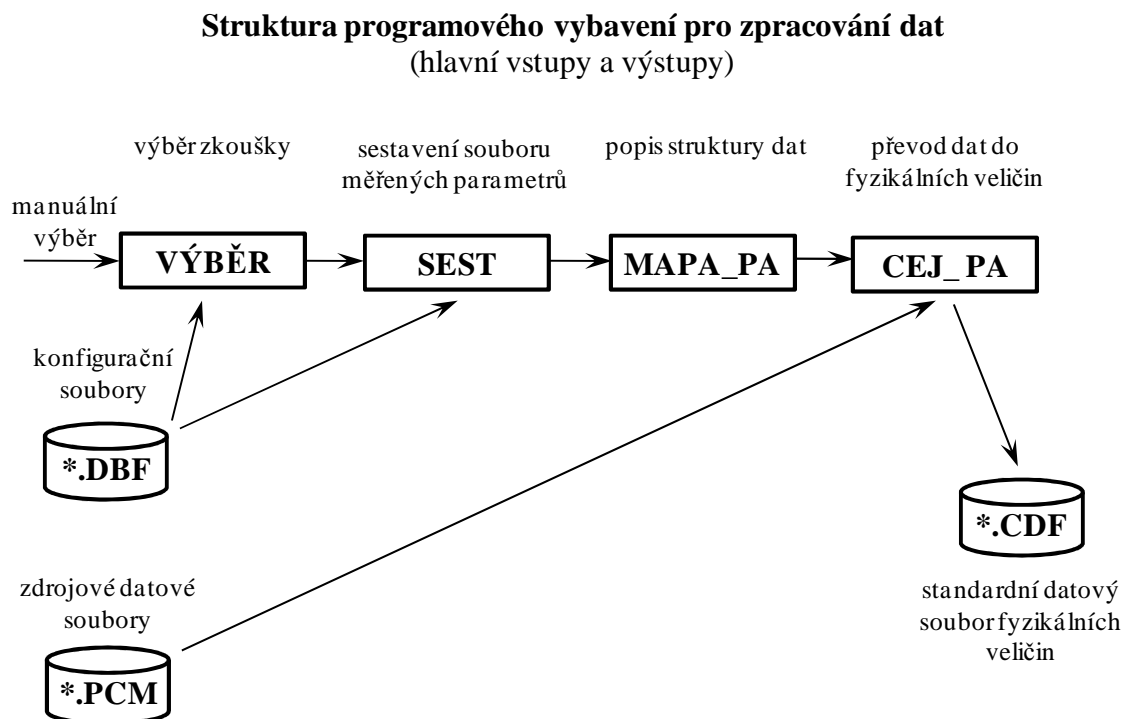 Struktura programového vybavení pro zpracování dat
(hlavní vstupy a výstupy)
výběr zkoušky
sestavení souboru
měřených parametrů
popis struktury dat
převod dat do
fyzikálních veličin
manuální
výběr
VÝBĚR
SEST
MAPA_PA
CEJ_PA
konfigurační
soubory
*.DBF
*.CDF
zdrojové datové
soubory
standardní datový
soubor fyzikálních
veličin
*.PCM